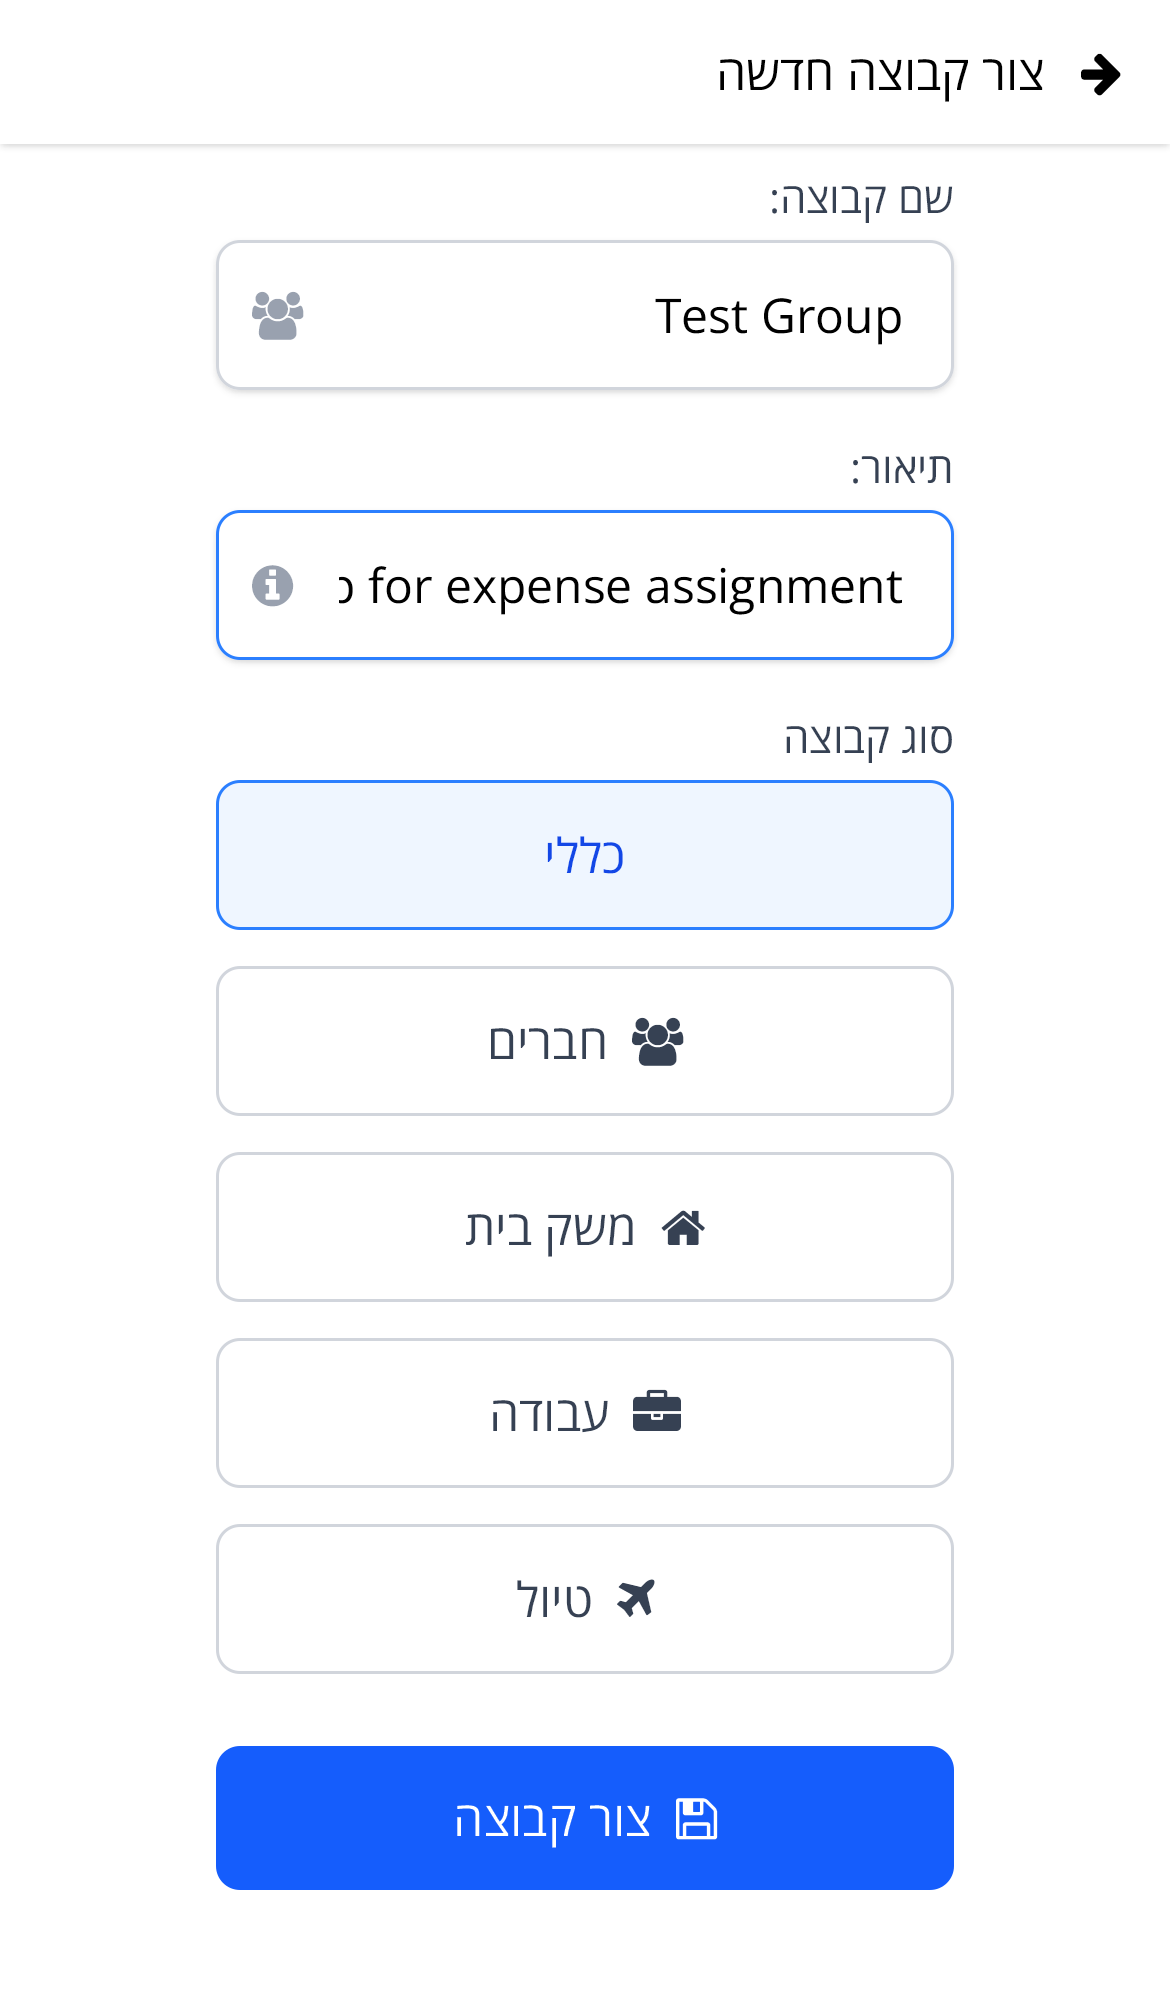 צור קבוצה חדשה
שם קבוצה:
Test Group
תיאור:
for expense assignment
סוג קבוצה
כללי
חברים
משק בית
עבודה
טיול
צור קבוצה